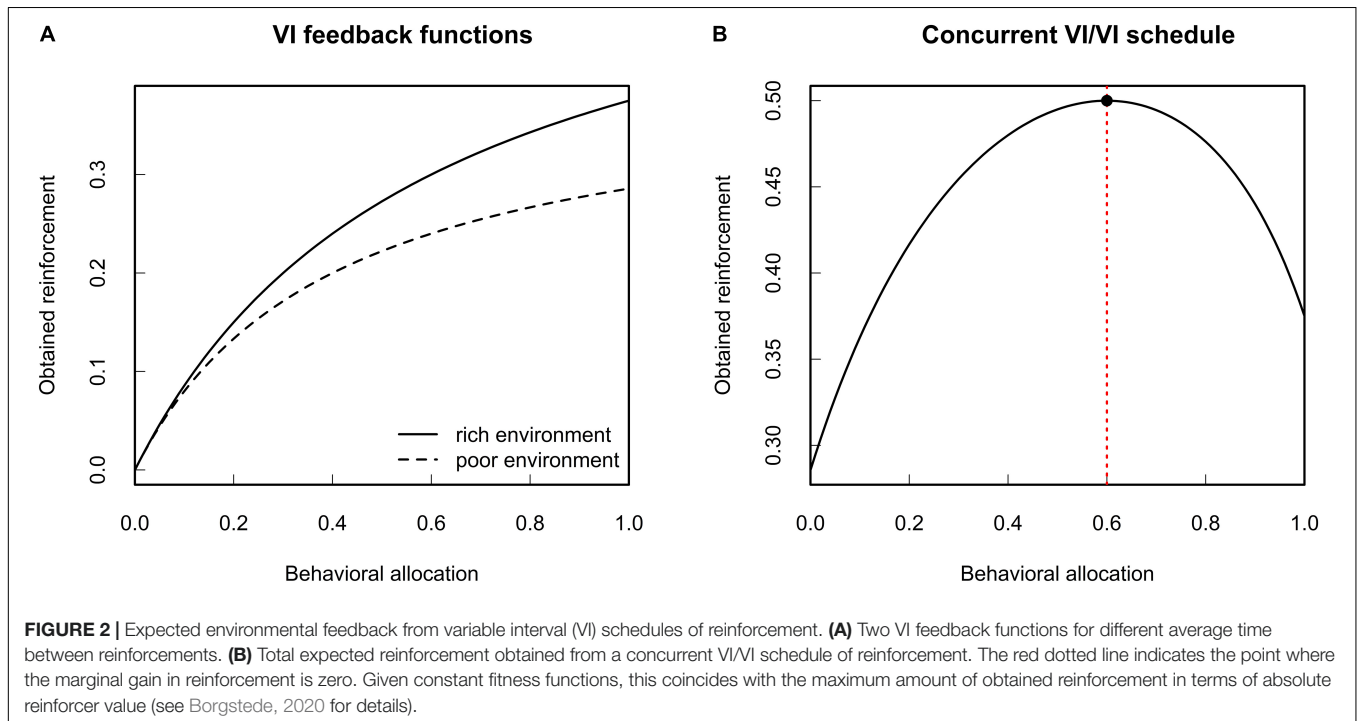 A
VI feedback functions
Obtained reinforcement
0.3
0.2
0.1
0.0
rich environment
poor environment
0.0 0.2 0.4 0.6 0.8 1.0
Behavioral allocation
B
Concurrent VI/VI schedule
Obtained reinforcement
0.50
0.45
0.40
0.35
0.30
0.0 0.2 0.4 0.6 0.8 1.0
Behavioral allocation
FIGURE 2 | Expected environmental feedback from variable interval (VI) schedules of reinforcement. (A) Two VI feedback functions for different average time
between reinforcements. (B) Total expected reinforcement obtained from a concurrent VI/VI schedule of reinforcement. The red dotted line indicates the point where
the marginal gain in reinforcement is zero. Given constant fitness functions, this coincides with the maximum amount of obtained reinforcement in terms of absolute
reinforcer value (see Borgstede, 2020 for details).